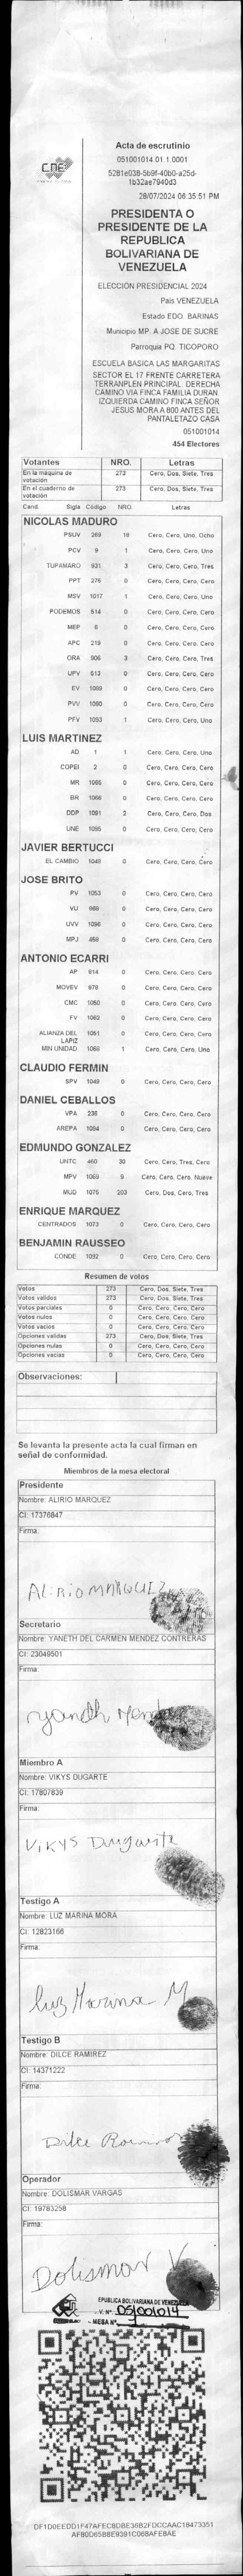 CNE
Acta de escrutinio
051001014.01.1.0001
5281e038-5b9f-40b0-a25d-
1b32ae7940d3
28/07/2024 06:35:51 PM
PRESIDENTA O
PRESIDENTE DE LA
REPUBLICA
BOLIVARIANA DE
VENEZUELA
ELECCIÓN PRESIDENCIAL 2024
País VENEZUELA
Estado EDO. BARINAS
Municipio MP. A JOSE DE SUCRE
Parroquia PQ. TICOPORO
ESCUELA BASICA LAS MARGARITAS
SECTOR EL 17 FRENTE CARRETERA
TERRANPLEN PRINCIPAL. DERECHA
CAMINO VIA FINCA FAMILIA DURAN.
IZQUIERDA CAMINO FINCA SEÑOR
JESUS MORA A 800 ANTES DEL
PANTALETAZO CASA
051001014
454 Electores
Votantes NRO. Letras
En la máquina de votación 273 Cero, Dos, Siete, Tres
En el cuaderno de votación 273 Cero, Dos, Siete, Tres
Cand. Sigla Código NRO. Letras
NICOLAS MADURO
PSUV 269 18 Cero, Cero, Uno, Ocho
PCV 9 1 Cero, Cero, Cero, Uno
TUPAMARO 931 3 Cero, Cero, Cero, Tres
PPT 276 0 Cero, Cero, Cero, Cero
MSV 1017 1 Cero, Cero, Cero, Uno
PODEMOS 514 0 Cero, Cero, Cero, Cero
MEP 6 0 Cero, Cero, Cero, Cero
APC 219 0 Cero, Cero, Cero, Cero
ORA 906 3 Cero, Cero, Cero, Tres
UPV 613 0 Cero, Cero, Cero, Cero
EV 1089 0 Cero, Cero, Cero, Cero
PVV 1090 0 Cero, Cero, Cero, Cero
PFV 1093 1 Cero, Cero, Cero, Uno
LUIS MARTINEZ
AD 1 1 Cero, Cero, Cero, Uno
COPEI 2 0 Cero, Cero, Cero, Cero
MR 1065 0 Cero, Cero, Cero, Cero
BR 1066 0 Cero, Cero, Cero, Cero
DDP 1091 2 Cero, Cero, Cero, Dos
UNE 1095 0 Cero, Cero, Cero, Cero
JAVIER BERTUCCI
EL CAMBIO 1048 0 Cero, Cero, Cero, Cero
JOSE BRITO
PV 1053 0 Cero, Cero, Cero, Cero
VU 0 Cero, Cero, Cero, Cero
UVV 1096 0 Cero, Cero, Cero, Cero
MPJ 458 0 Cero, Cero, Cero, Cero
ANTONIO ECARRI
AP 614 0 Cero, Cero, Cero, Cero
MOVEV 678 0 Cero, Cero, Cero, Cero
CMC 1050 0 Cero, Cero, Cero, Cero
FV 1062 0 Cero, Cero, Cero, Cero
ALIANZA DEL LAPIZ 1061 0 Cero, Cero, Cero, Cero
MIN UNIDAD 1068 1 Cero, Cero, Cero, Uno
CLAUDIO FERMIN
SPV 1049 0 Cero, Cero, Cero, Cero
DANIEL CEBALLOS
VPA 236 0 Cero, Cero, Cero, Cero
AREPA 1094 0 Cero, Cero, Cero, Cero
EDMUNDO GONZALEZ
UNTC 460 30 Cero, Cero, Tres, Cero
MPV 1069 9 Cero, Cero, Cero, Nueve
MUD 1075 203 Cero, Dos, Cero, Tres
ENRIQUE MARQUEZ
CENTRADOS 1073 0 Cero, Cero, Cero, Cero
BENJAMIN RAUSSEO
CONDE 1092 0 Cero, Cero, Cero, Cero
Resumen de votos
Votos 273 Cero, Dos, Siete, Tres
Votos válidos 273 Cero, Dos, Siete, Tres
Votos parciales 0 Cero, Cero, Cero, Cero
Votos nulos 0 Cero, Cero, Cero, Cero
Votos vacíos 0 Cero, Cero, Cero, Cero
Opciones válidas 273 Cero, Dos, Siete, Tres
Opciones nulas 0 Cero, Cero, Cero, Cero
Opciones vacías 0 Cero, Cero, Cero, Cero
Observaciones:
Se levanta la presente acta la cual firman en
señal de conformidad.
Miembros de la mesa electoral
Presidente
Nombre: ALIRIO MARQUEZ
CI: 17376847
Firma:
ALIRIO MARQUEZ
Secretario
Nombre: YANETH DEL CARMEN MENDEZ CONTRERAS
CI: 23049501
Firma:
yaneth Mendez
Miembro A
Nombre: VIKYS DUGARTE
CI: 17807839
Firma:
VIKYS Dugarte
Testigo A
Nombre: LUZ MARINA MORA
CI: 12823166
Firma:
Luz Marina M
Testigo B
Nombre: DILCE RAMIREZ
CI: 14371222
Firma:
Dilce Ramirez
Operador
Nombre: DOLISMAR VARGAS
CI: 19783258
Firma:
Dolismar V
EPUBLICA BOLIVARIANA DE VENEZUELA
V. Nº 051001014
MESA Nº
DF1D0EEDD1F47AFEC8DBE36B2FDCCAAC18473351
AF80D65B8E9391C068AFE8AE